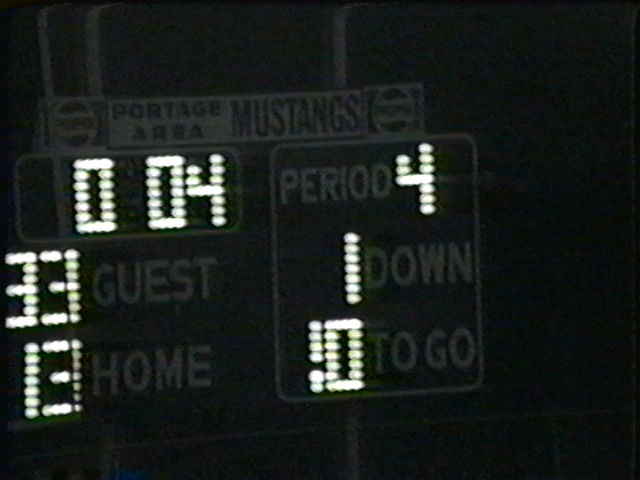 PORTAGE AREA MUSTANGS
0 04
PERIOD 4
1 DOWN
33 GUEST
10 TO GO
HOME